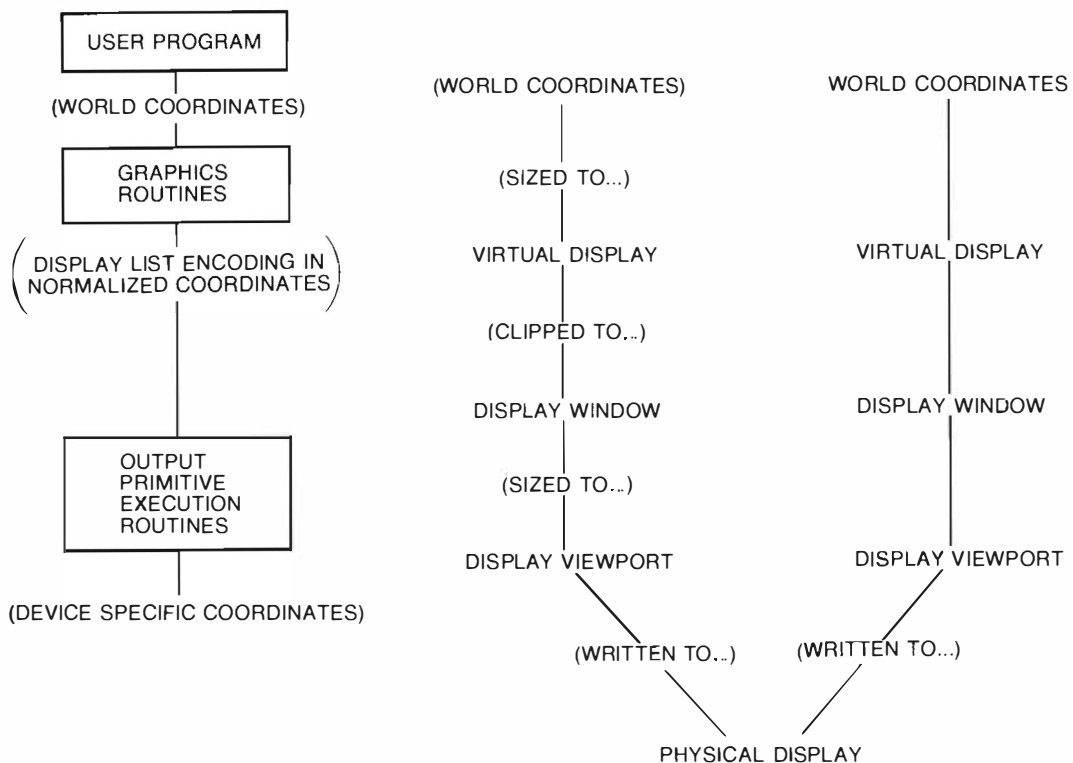 USER PROGRAM
(WORLD COORDINATES)
GRAPHICS
ROUTINES
(DISPLAY LIST ENCODING IN
NORMALIZED COORDINATES)
OUTPUT
PRIMITIVE
EXECUTION
ROUTINES
(DEVICE SPECIFIC COORDINATES)
(WORLD COORDINATES)
(SIZED TO...)
VIRTUAL DISPLAY
(CLIPPED TO...)
DISPLAY WINDOW
(SIZED TO...)
DISPLAY VIEWPORT
(WRITTEN TO...)
WORLD COORDINATES
VIRTUAL DISPLAY
DISPLAY WINDOW
DISPLAY VIEWPORT
(WRITTEN TO...)
PHYSICAL DISPLAY